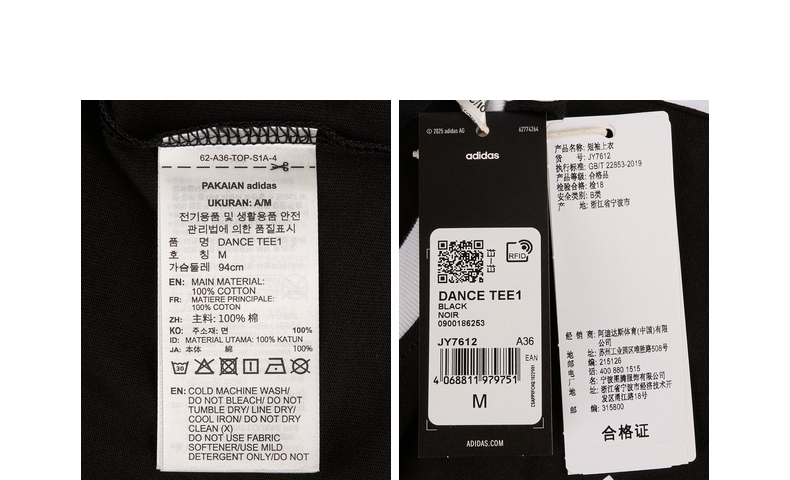 62-A36-TOP-S1A-4
PAKAIAN adidas
UKURAN: A/M
전기용품 및 생활용품 안전
관리법에 의한 품질표시
품 명 DANCE TEE1
호 칭 M
가슴둘레 94cm
EN: MAIN MATERIAL:
100% COTTON
FR: MATIERE PRINCIPALE:
100% COTON
ZH: 主料: 100% 棉
KO: 주소재: 면 100%
ID: MATERIAL UTAMA: 100% KATUN
JA: 本体 綿 100%
EN: COLD MACHINE WASH/
DO NOT BLEACH/ DO NOT
TUMBLE DRY/ LINE DRY/
COOL IRON/ DO NOT DRY
CLEAN (X)
DO NOT USE FABRIC
SOFTENER/USE MILD
DETERGENT ONLY/DO NOT
© 2025 adidas AG 62774264
adidas
RFID
DANCE TEE1
BLACK
NOIR
0900186253
JY7612 A36
EAN
4 068811 979751
M
ADIDAS.COM
产品名称: 短袖上衣
货 号: JY7612
执行标准: GB/T 22853-2019
产品等级: 合格品
检验合格: 检18
安全类别: B类
产 地: 浙江省宁波市
经 销 商: 阿迪达斯体育(中国)有限
公司
地 址: 苏州工业园区唯胜路508号
邮 编: 215126
电 话: 400 880 1515
厂 名: 宁波甬腾服饰有限公司
地 址: 浙江省宁波市经济技术开
发区甬江北路
邮 编: 315800
合格证